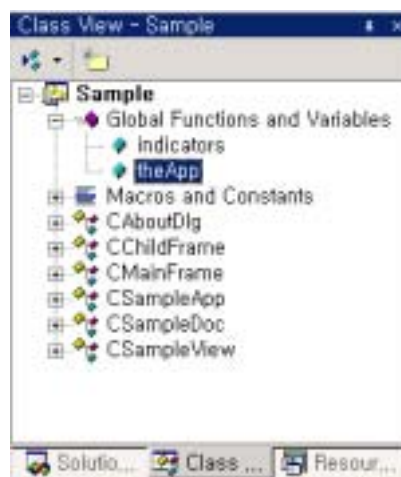 Class View - Sample
Sample
Global Functions and Variables
indicators
theApp
Macros and Constants
CAboutDlg
CChildFrame
CMainFrame
CSampleApp
CSampleDoc
CSampleView
Solutio... Class ... Resour...